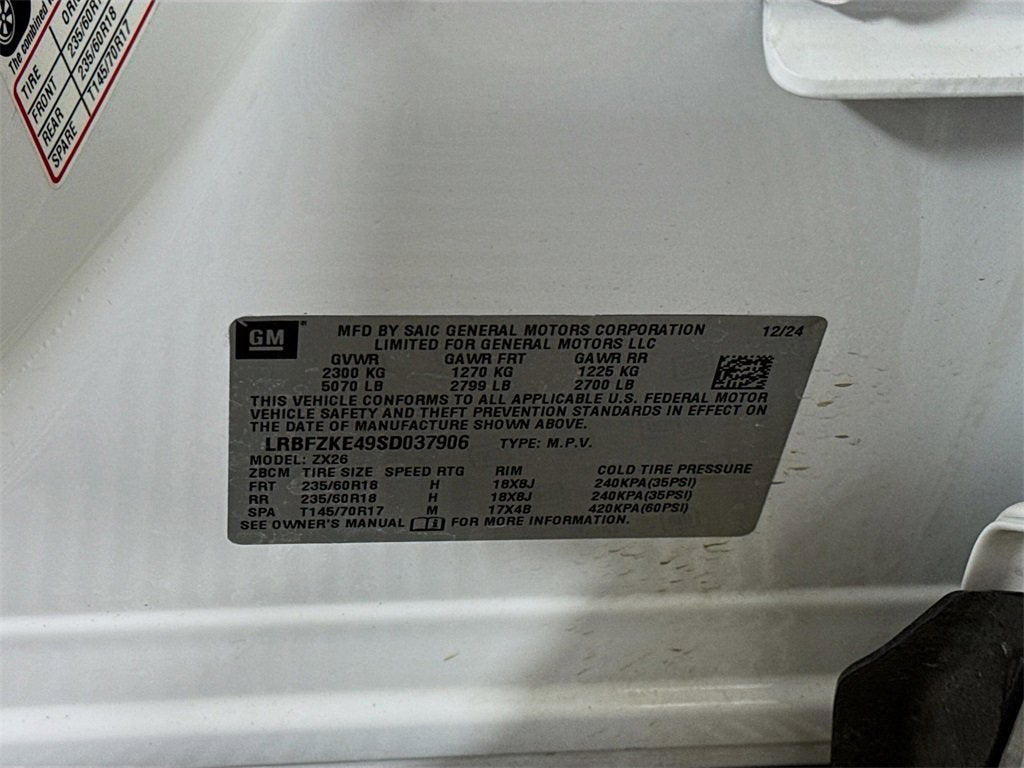 The combined
TIRE
FRONT 235/60R18
REAR 235/60R18
SPARE T145/70R17
GM
MFD BY SAIC GENERAL MOTORS CORPORATION 12/24
LIMITED FOR GENERAL MOTORS LLC
GVWR GAWR FRT GAWR RR
2300 KG 1270 KG 1225 KG
5070 LB 2799 LB 2700 LB
THIS VEHICLE CONFORMS TO ALL APPLICABLE U.S. FEDERAL MOTOR
VEHICLE SAFETY AND THEFT PREVENTION STANDARDS IN EFFECT ON
THE DATE OF MANUFACTURE SHOWN ABOVE.
LRBFZKE49SD037906 TYPE: M.P.V.
MODEL: ZX26
ZBCM TIRE SIZE SPEED RTG RIM COLD TIRE PRESSURE
FRT 235/60R18 H 18X8J 240KPA(35PSI)
RR 235/60R18 H 18X8J 240KPA(35PSI)
SPA T145/70R17 M 17X4B 420KPA(60PSI)
SEE OWNER'S MANUAL FOR MORE INFORMATION.